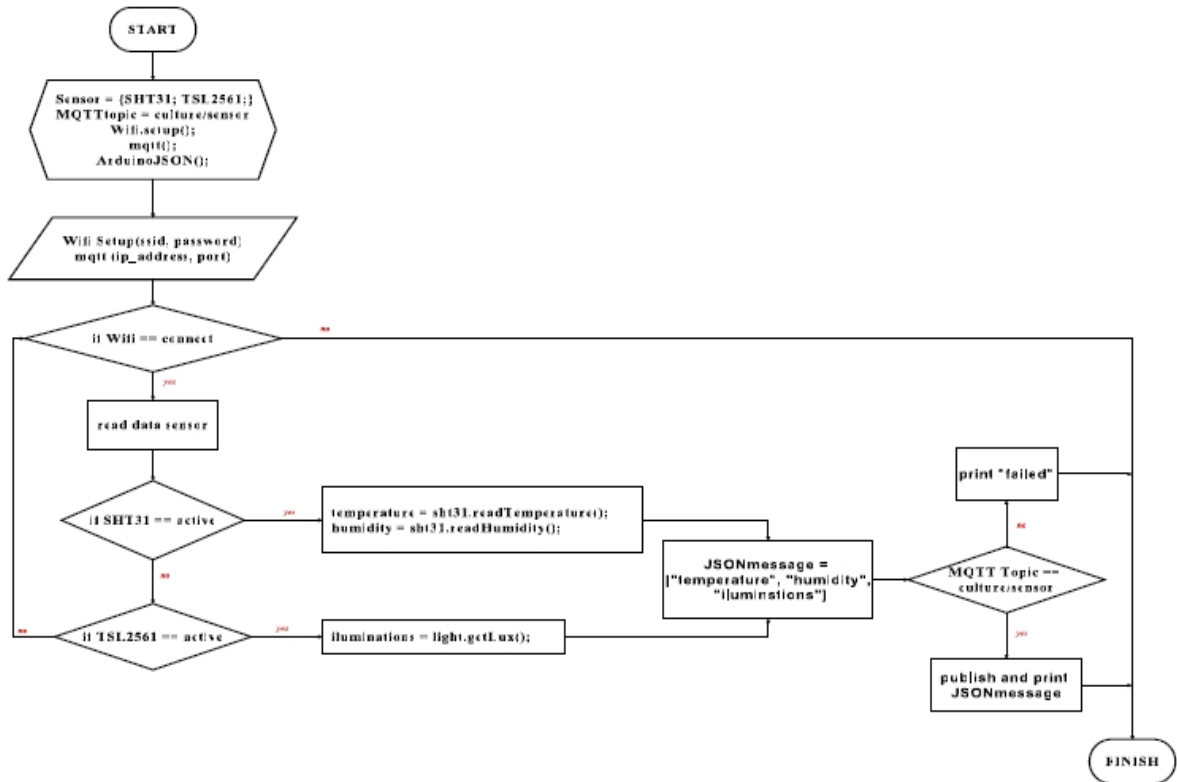 START
Sensor = {SHT31; TSL2561;}
MQTTtopic = culture/sensor
Wifi.setup();
mqtt();
ArduinoJSON();
Wifi Setup(ssid, password)
mqtt (ip_address, port)
if Wifi == connect
no
yes
read data sensor
if SHT31 == active
yes
temperature = sht31.readTemperature();
humidity = sht31.readHumidity();
no
if TSL2561 == active
no
yes
iluminations = light.getLux();
JSONmessage =
["temperature", "humidity",
"iluminstions"]
MQTT Topic ==
culture/sensor
no
print "failed"
yes
publish and print
JSONmessage
FINISH